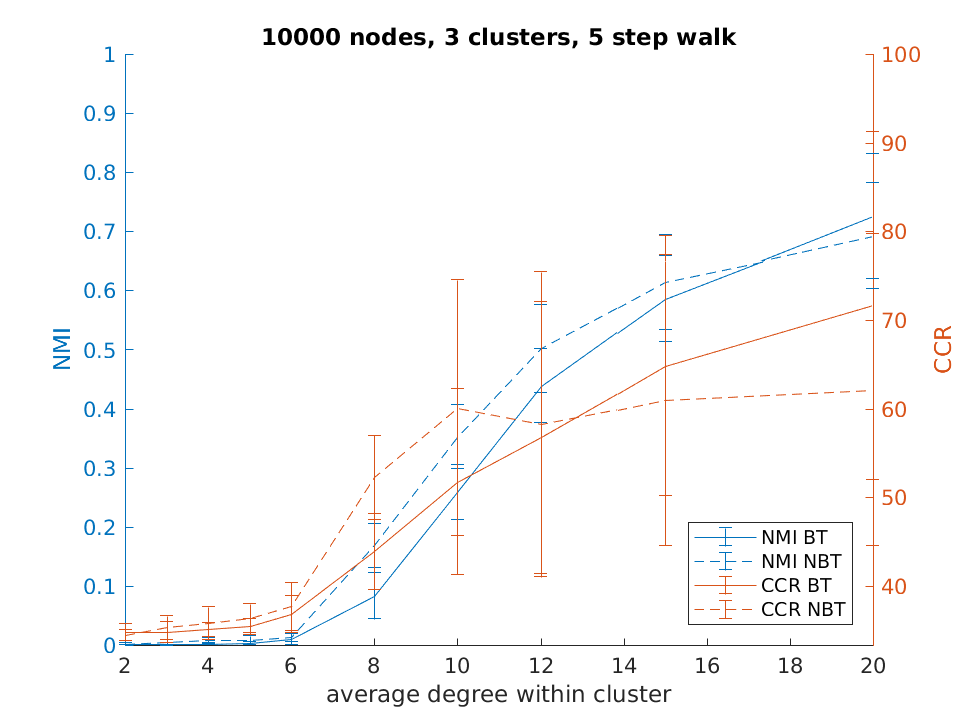 10000 nodes, 3 clusters, 5 step walk
1
0.9
0.8
0.7
0.6
0.5
0.4
0.3
0.2
0.1
0
NMI
100
90
80
70
60
50
40
CCR
NMI BT
NMI NBT
CCR BT
CCR NBT
2 4 6 8 10 12 14 16 18 20
average degree within cluster